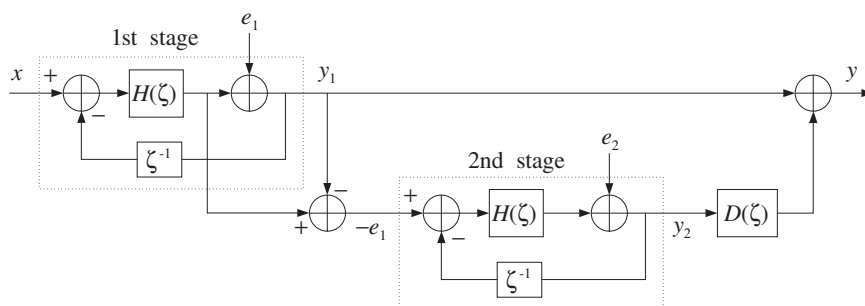 1st stage
e₁
x
+
−
H(ζ)
y₁
y
ζ⁻¹
−
+
−e₁
2nd stage
e₂
+
−
H(ζ)
y₂
D(ζ)
ζ⁻¹